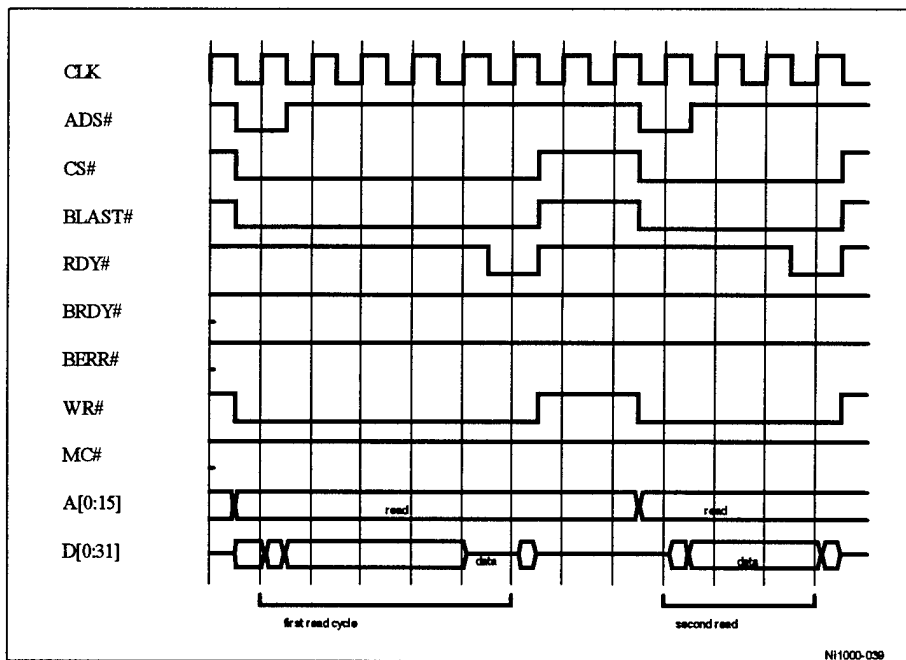 CLK
ADS#
CS#
BLAST#
RDY#
BRDY#
BERR#
WR#
MC#
A[0:15] read read
D[0:31] data data
first read cycle second read
Ni1000-039